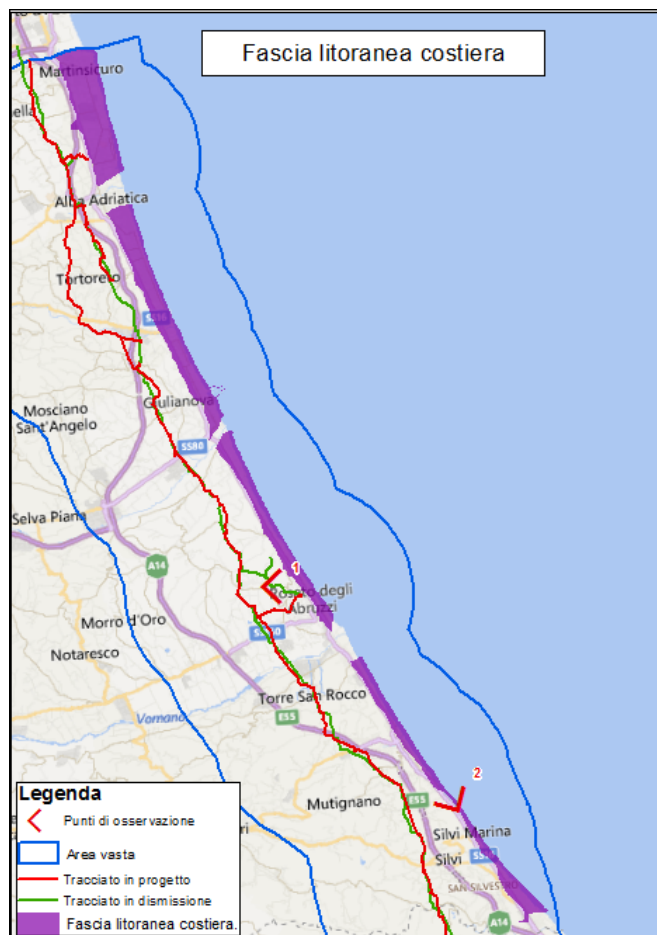 Fascia litoranea costiera
Martinsicuro
ella
Alba Adriatica
Tortoreto
Giulianova
Mosciano
Sant'Angelo
SS80
Selva Piana
A14
1
Roseto degli
Abruzzi
Morro d'Oro
Notaresco
Torre San Rocco
E55
Vomano
2
Mutignano
E55
Silvi Marina
Silvi
SAN SILVESTRO
A14
Legenda
Punti di osservazione
Area vasta
Tracciato in progetto
Tracciato in dismissione
Fascia litoranea costiera.